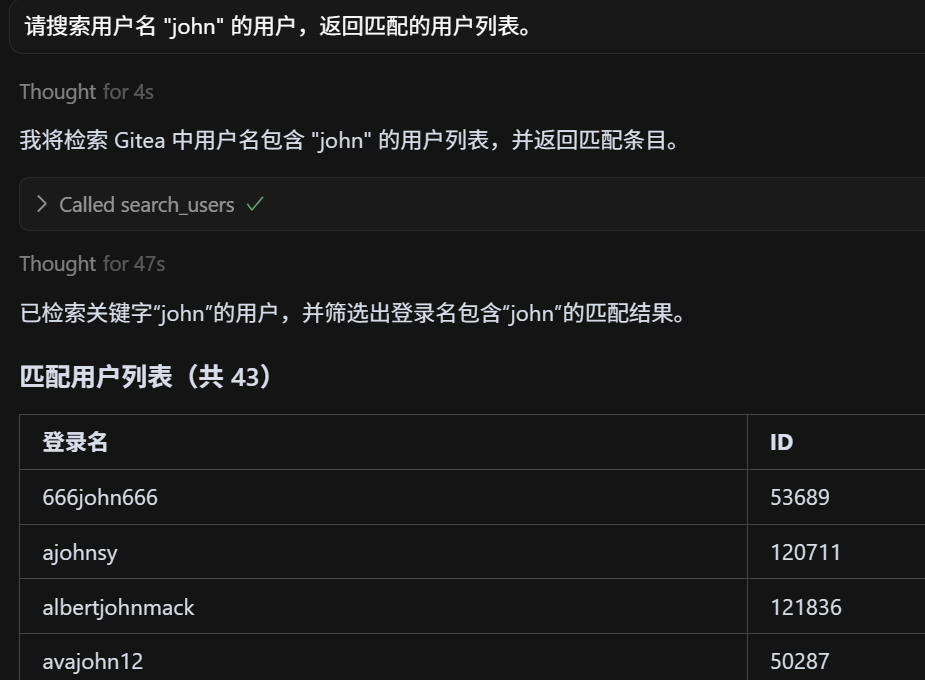 请搜索用户名 "john" 的用户，返回匹配的用户列表。
Thought for 4s
我将检索 Gitea 中用户名包含 "john" 的用户列表，并返回匹配条目。
Called search_users
Thought for 47s
已检索关键字“john”的用户，并筛选出登录名包含“john”的匹配结果。
匹配用户列表（共 43）
登录名 ID
666john666 53689
ajohnsy 120711
albertjohnmack 121836
avajohn12 50287